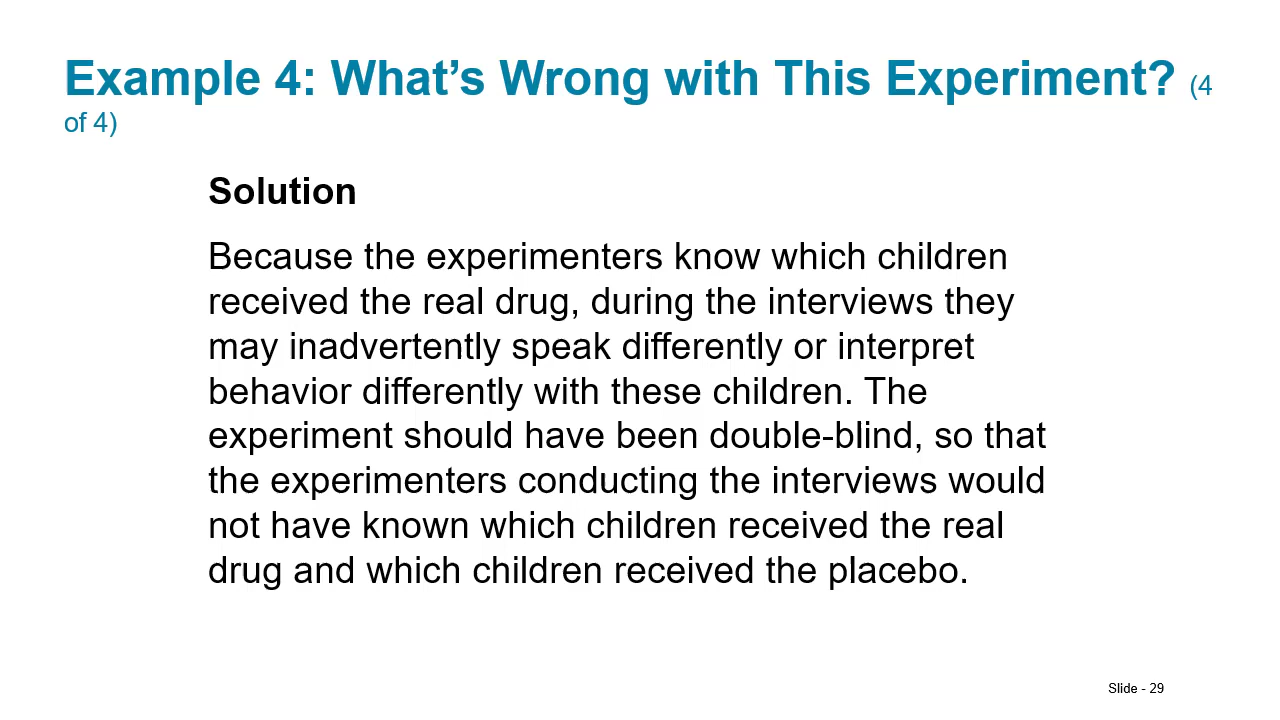 Example 4: What’s Wrong with This Experiment? (4
of 4)
Solution
Because the experimenters know which children
received the real drug, during the interviews they
may inadvertently speak differently or interpret
behavior differently with these children. The
experiment should have been double-blind, so that
the experimenters conducting the interviews would
not have known which children received the real
drug and which children received the placebo.
Slide - 29